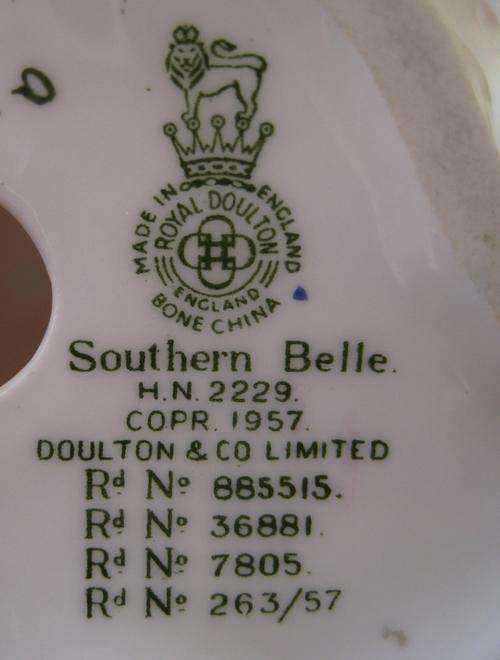 MADE IN ENGLAND
ROYAL DOULTON
ENGLAND
BONE CHINA
Southern Belle.
H.N. 2229.
COPR. 1957.
DOULTON & CO LIMITED
Rd No 885515.
Rd No 36881.
Rd No 7805.
Rd No 263/57